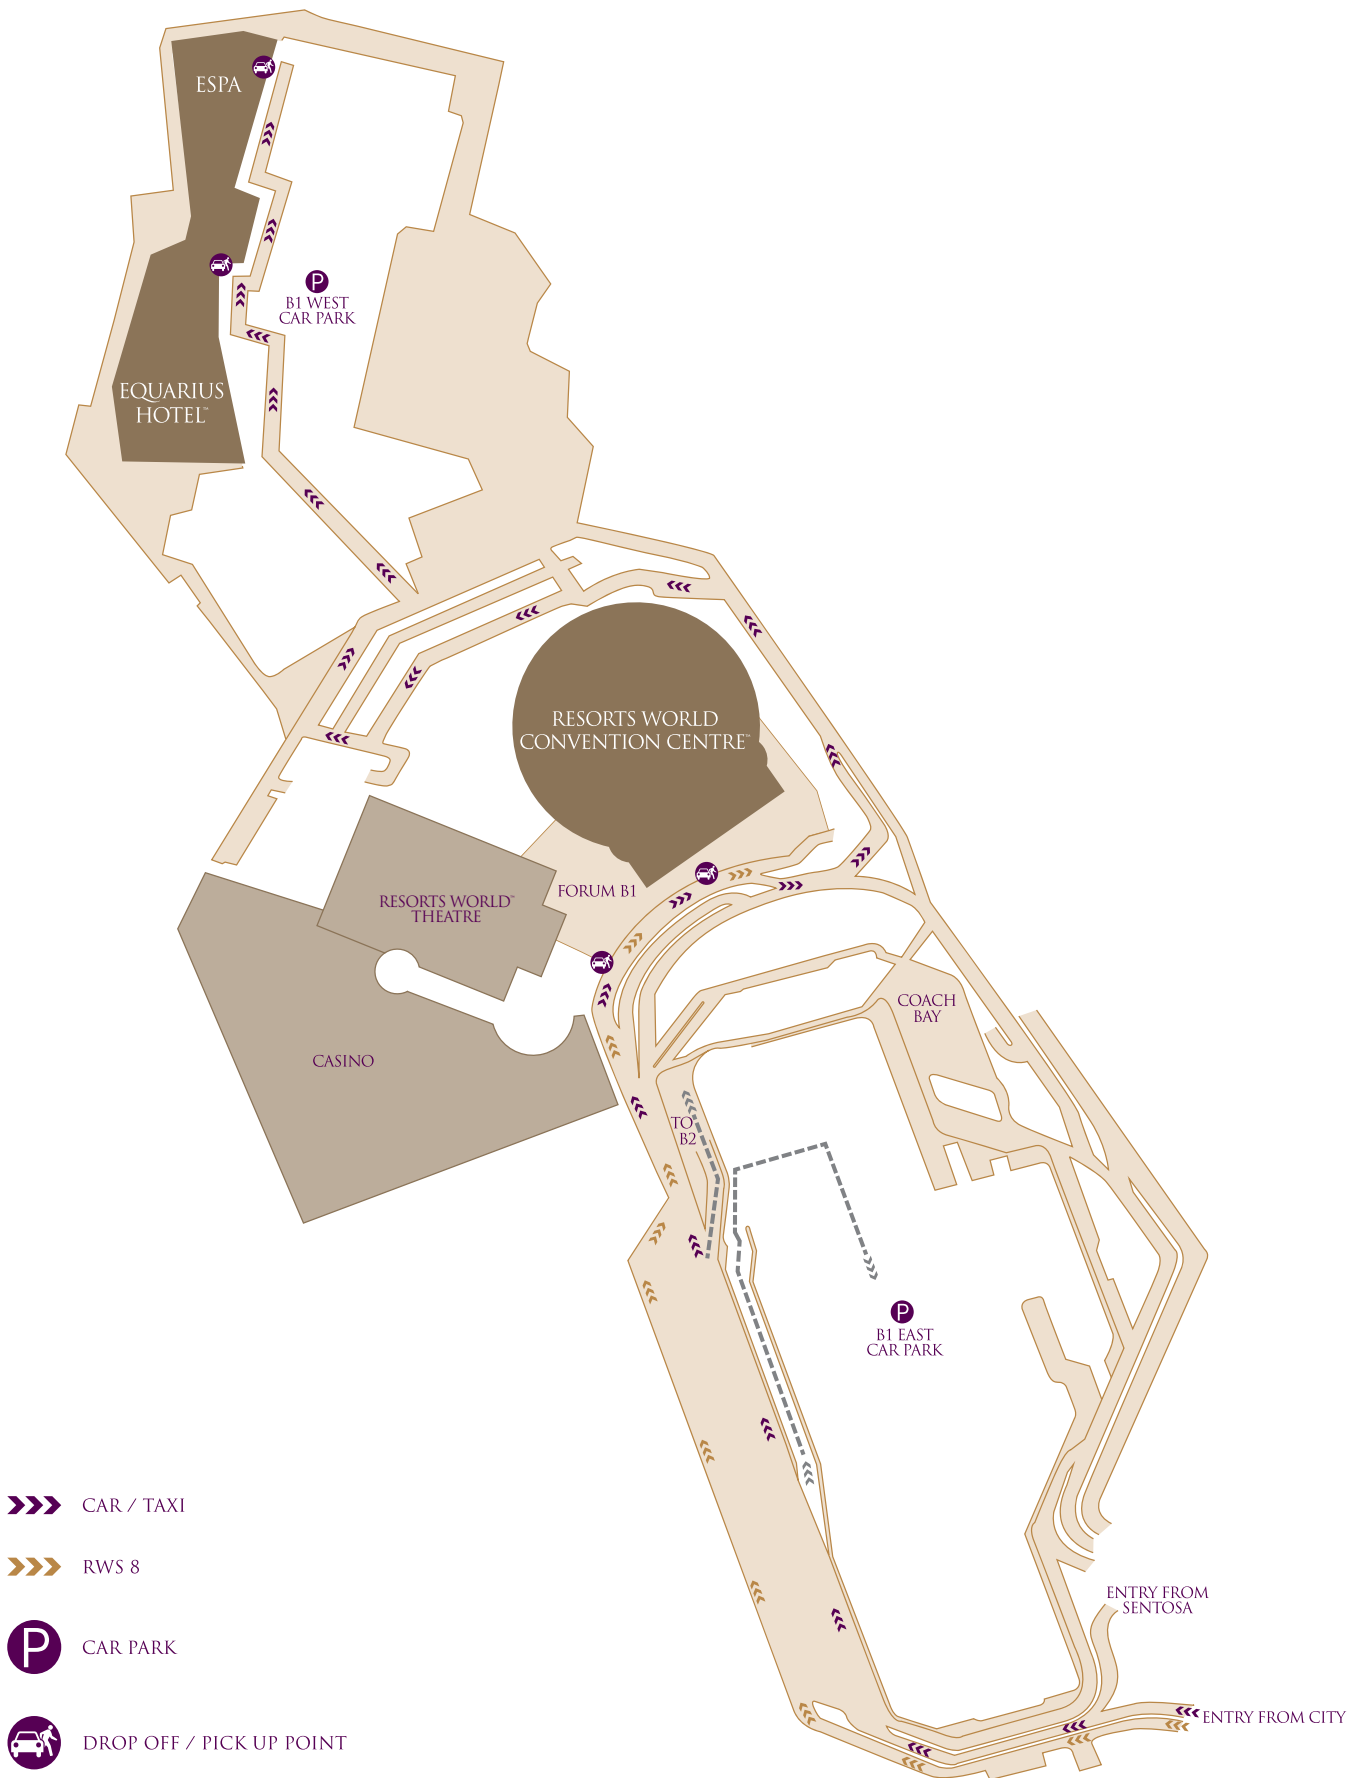 ESPA
P
B1 WEST
CAR PARK
EQUARIUS
HOTEL™
RESORTS WORLD
CONVENTION CENTRE™
FORUM B1
RESORTS WORLD™
THEATRE
COACH
BAY
CASINO
TO
B2
P
B1 EAST
CAR PARK
CAR / TAXI
RWS 8
ENTRY FROM
SENTOSA
P CAR PARK
ENTRY FROM CITY
DROP OFF / PICK UP POINT